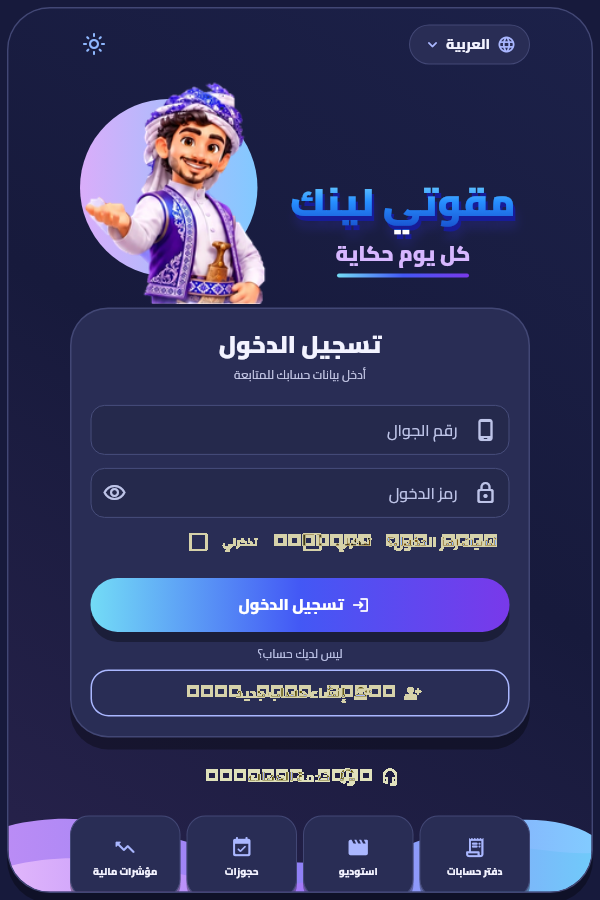 العربية
مقوتي لينك
كل يوم حكاية
تسجيل الدخول
أدخل بيانات حسابك للمتابعة
رقم الجوال
رمز الدخول
تذكرني
تسجيل الدخول
ليس لديك حساب؟
دفتر حسابات
استوديو
حجوزات
مؤشرات مالية